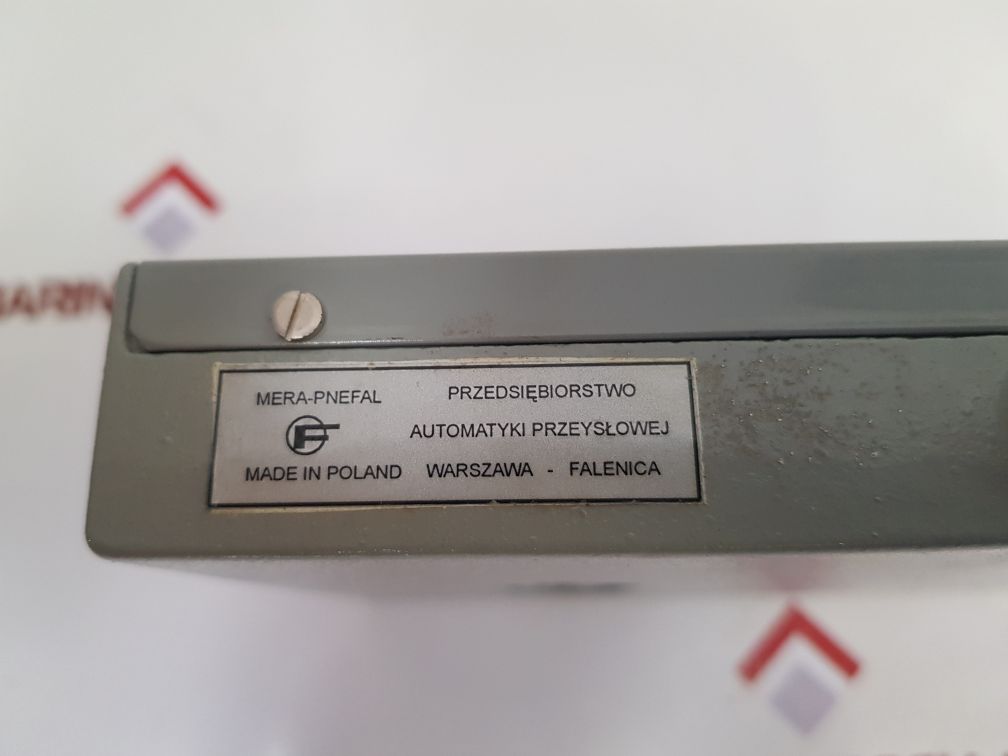 MERA-PNEFAL
MADE IN POLAND
PRZEDSIĘBIORSTWO
AUTOMATYKI PRZEYSŁOWEJ
WARSZAWA - FALENICA